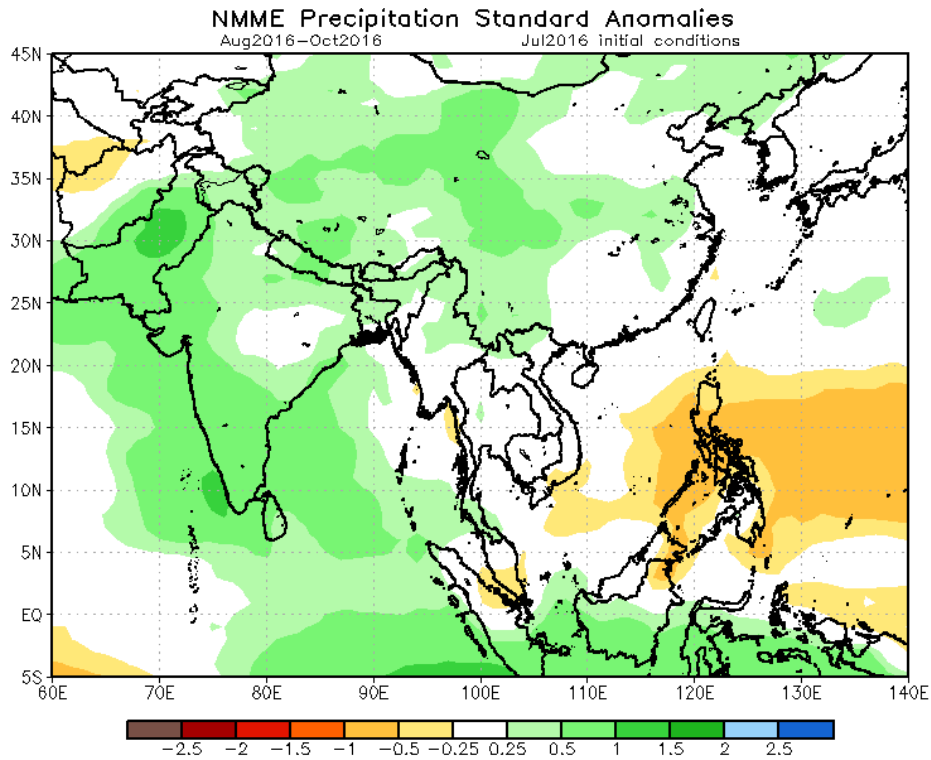 NMME Precipitation Standard Anomalies
Aug2016-Oct2016 Jul2016 initial conditions
45N
40N
35N
30N
25N
20N
15N
10N
5N
EQ
5S
60E 70E 80E 90E 100E 110E 120E 130E 140E
-2.5 -2 -1.5 -1 -0.5 -0.25 0.25 0.5 1 1.5 2 2.5